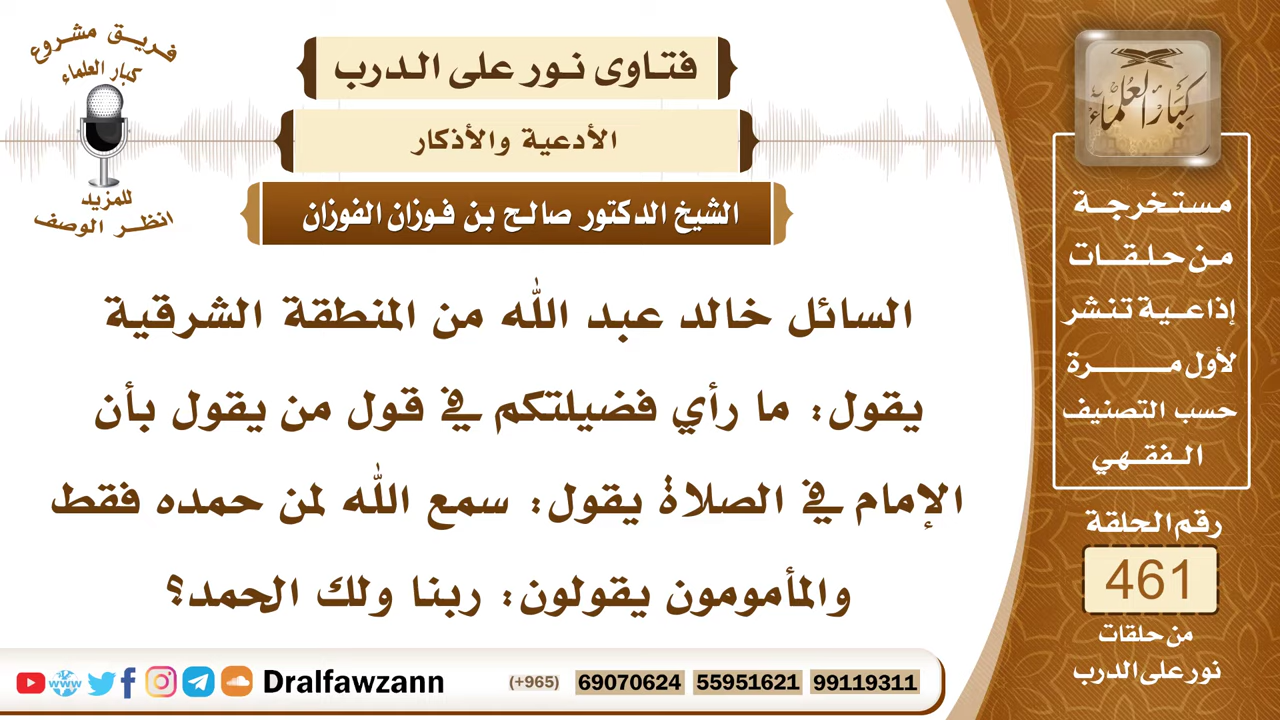 فريق مشروع
كبار العلماء
للمزيد
انظر الوصف
فتاوى نور على الدرب
الأدعية والأذكار
الشيخ الدكتور صالح بن فوزان الفوزان
السائل خالد عبد الله من المنطقة الشرقية
يقول: ما رأي فضيلتكم في قول من يقول بأن
الإمام في الصلاة يقول: سمع الله لمن حمده فقط
والمأمومون يقولون: ربنا ولك الحمد؟
كبار العلماء
مستخرجة
من حلقات
إذاعية تنشر
لأول مرة
حسب التصنيف
الفقهي
رقم الحلقة
461
من حلقات
نور على الدرب
www Dralfawzann (+965) 69070624 55951621 99119311